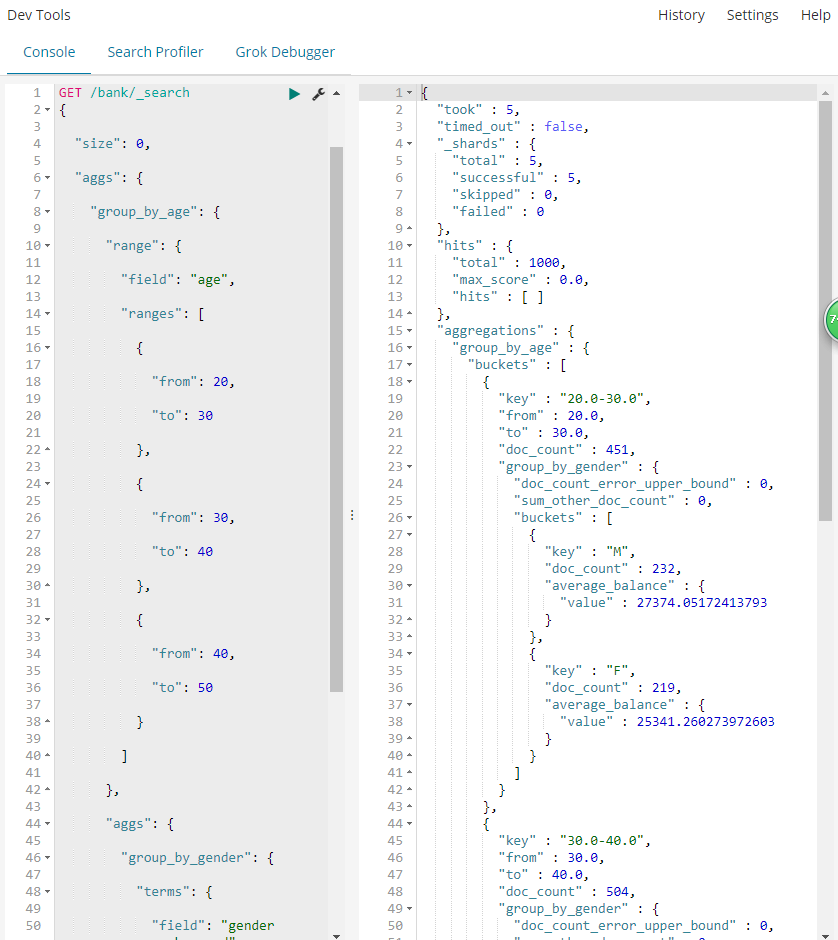 Dev Tools
History Settings Help
Console Search Profiler Grok Debugger
1 GET /bank/_search
2 {
3
4 "size": 0,
5
6 "aggs": {
7
8 "group_by_age": {
9
10 "range": {
11
12 "field": "age",
13
14 "ranges": [
15
16 {
17
18 "from": 20,
19
20 "to": 30
21
22 },
23
24 {
25
26 "from": 30,
27
28 "to": 40
29
30 },
31
32 {
33
34 "from": 40,
35
36 "to": 50
37
38 }
39
40 ]
41
42 },
43
44 "aggs": {
45
46 "group_by_gender": {
47
48 "terms": {
49
50 "field": "gender
1 {
2 "took" : 5,
3 "timed_out" : false,
4 "_shards" : {
5 "total" : 5,
6 "successful" : 5,
7 "skipped" : 0,
8 "failed" : 0
9 },
10 "hits" : {
11 "total" : 1000,
12 "max_score" : 0.0,
13 "hits" : [ ]
14 },
15 "aggregations" : {
16 "group_by_age" : {
17 "buckets" : [
18 {
19 "key" : "20.0-30.0",
20 "from" : 20.0,
21 "to" : 30.0,
22 "doc_count" : 451,
23 "group_by_gender" : {
24 "doc_count_error_upper_bound" : 0,
25 "sum_other_doc_count" : 0,
26 "buckets" : [
27 {
28 "key" : "M",
29 "doc_count" : 232,
30 "average_balance" : {
31 "value" : 27374.05172413793
32 }
33 },
34 {
35 "key" : "F",
36 "doc_count" : 219,
37 "average_balance" : {
38 "value" : 25341.260273972603
39 }
40 }
41 ]
42 }
43 },
44 {
45 "key" : "30.0-40.0",
46 "from" : 30.0,
47 "to" : 40.0,
48 "doc_count" : 504,
49 "group_by_gender" : {
50 "doc_count_error_upper_bound" : 0,